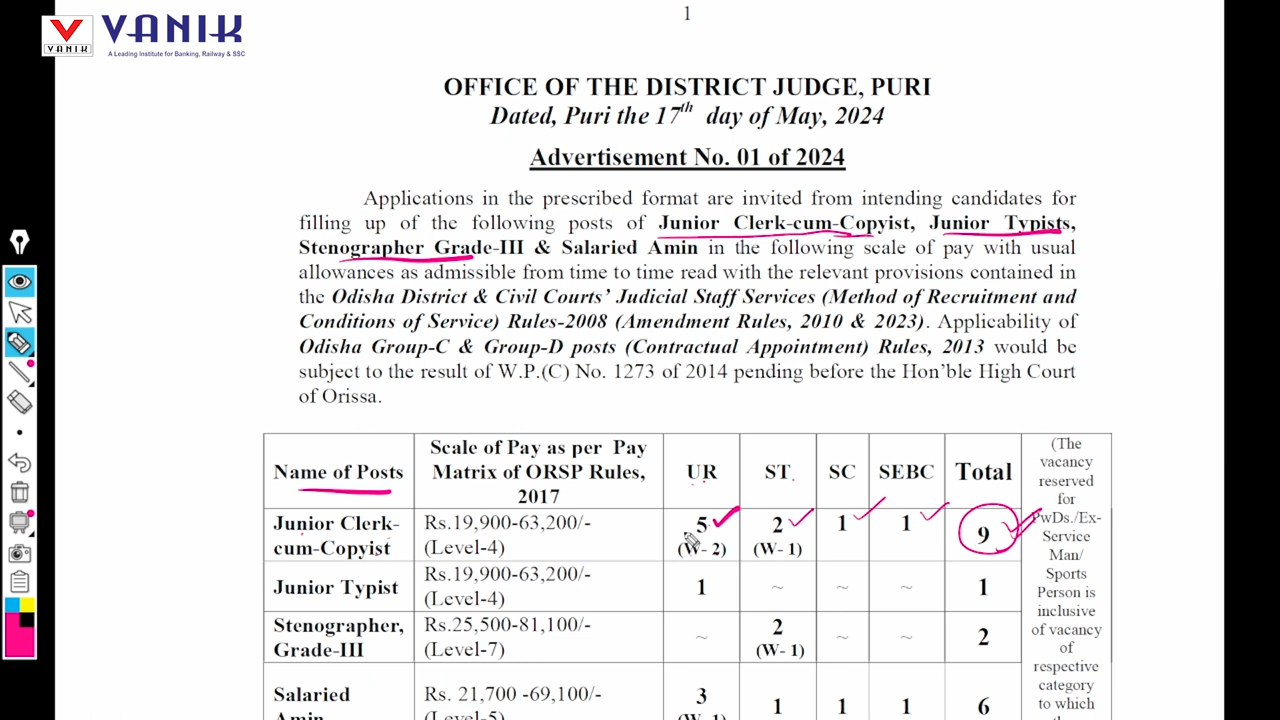 1
VANIK
VANIK
A Leading Institute for Banking, Railway & SSC
OFFICE OF THE DISTRICT JUDGE, PURI
Dated, Puri the 17th day of May, 2024
Advertisement No. 01 of 2024
Applications in the prescribed format are invited from intending candidates for
filling up of the following posts of Junior Clerk-cum-Copyist, Junior Typists,
Stenographer Grade-III & Salaried Amin in the following scale of pay with usual
allowances as admissible from time to time read with the relevant provisions contained in
the Odisha District & Civil Courts' Judicial Staff Services (Method of Recruitment and
Conditions of Service) Rules-2008 (Amendment Rules, 2010 & 2023). Applicability of
Odisha Group-C & Group-D posts (Contractual Appointment) Rules, 2013 would be
subject to the result of W.P.(C) No. 1273 of 2014 pending before the Hon'ble High Court
of Orissa.
Name of Posts
Scale of Pay as per Pay
Matrix of ORSP Rules,
2017
UR
ST
SC
SEBC
Total
(The
vacancy
reserved
for
PwDs./Ex-
Service
Man/
Sports
Person is
inclusive
of vacancy
of
respective
category
to which
Junior Clerk-
cum-Copyist
Rs.19,900-63,200/-
(Level-4)
5
(W- 2)
2
(W- 1)
1
1
9
Junior Typist
Rs.19,900-63,200/-
(Level-4)
1
~
~
~
1
Stenographer,
Grade-III
Rs.25,500-81,100/-
(Level-7)
~
2
(W- 1)
~
~
2
Salaried
Amin
Rs. 21,700 -69,100/-
(Level-5)
3
(W- 1)
1
1
1
6